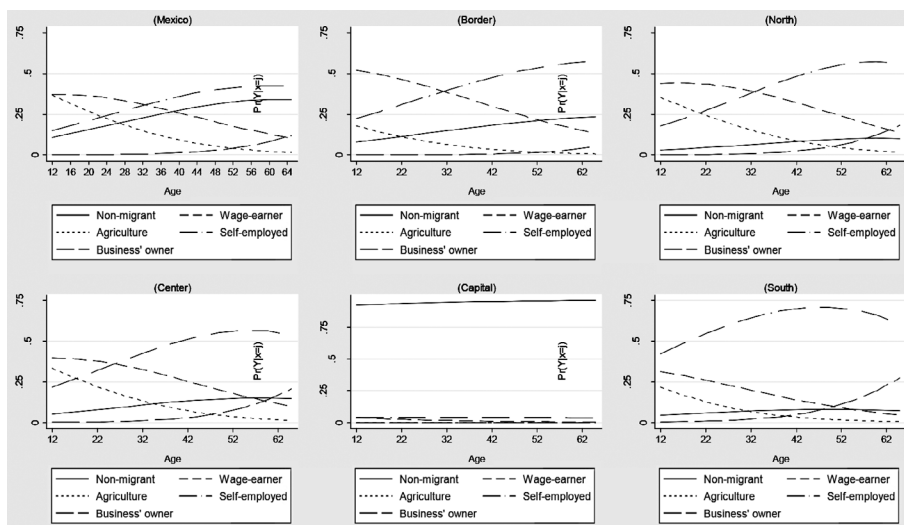 (Mexico)
(Border)
(North)
.75
.5
.25
0
12 16 20 24 28 32 36 40 44 48 52 56 60 64
Age
Pr(Y|x=j)
.75
.5
.25
0
12 22 32 42 52 62
Age
Pr(Y|x=j)
.75
.5
.25
0
12 22 32 42 52 62
Age
Non-migrant Wage-earner
Agriculture Self-employed
Business' owner
Non-migrant Wage-earner
Agriculture Self-employed
Business' owner
Non-migrant Wage-earner
Agriculture Self-employed
Business' owner
(Center)
(Capital)
(South)
.75
.5
.25
0
12 22 32 42 52 62
Age
Pr(Y|x=j)
.75
.5
.25
0
12 22 32 42 52 62
Age
Pr(Y|x=j)
.75
.5
.25
0
12 22 32 42 52 62
Age
Non-migrant Wage-earner
Agriculture Self-employed
Business' owner
Non-migrant Wage-earner
Agriculture Self-employed
Business' owner
Non-migrant Wage-earner
Agriculture Self-employed
Business' owner